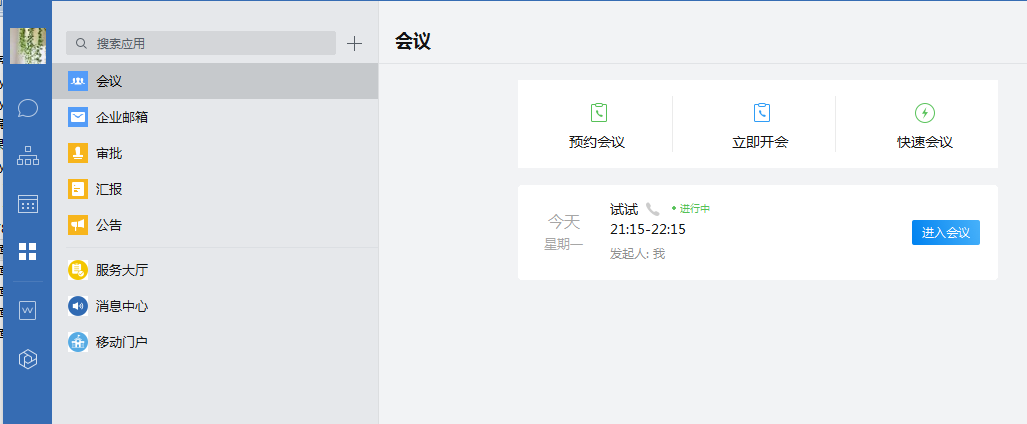 搜索应用
会议
企业邮箱
审批
汇报
公告
服务大厅
消息中心
移动门户
会议
预约会议
立即开会
快速会议
今天
星期一
试试 进行中
21:15-22:15
发起人: 我
进入会议